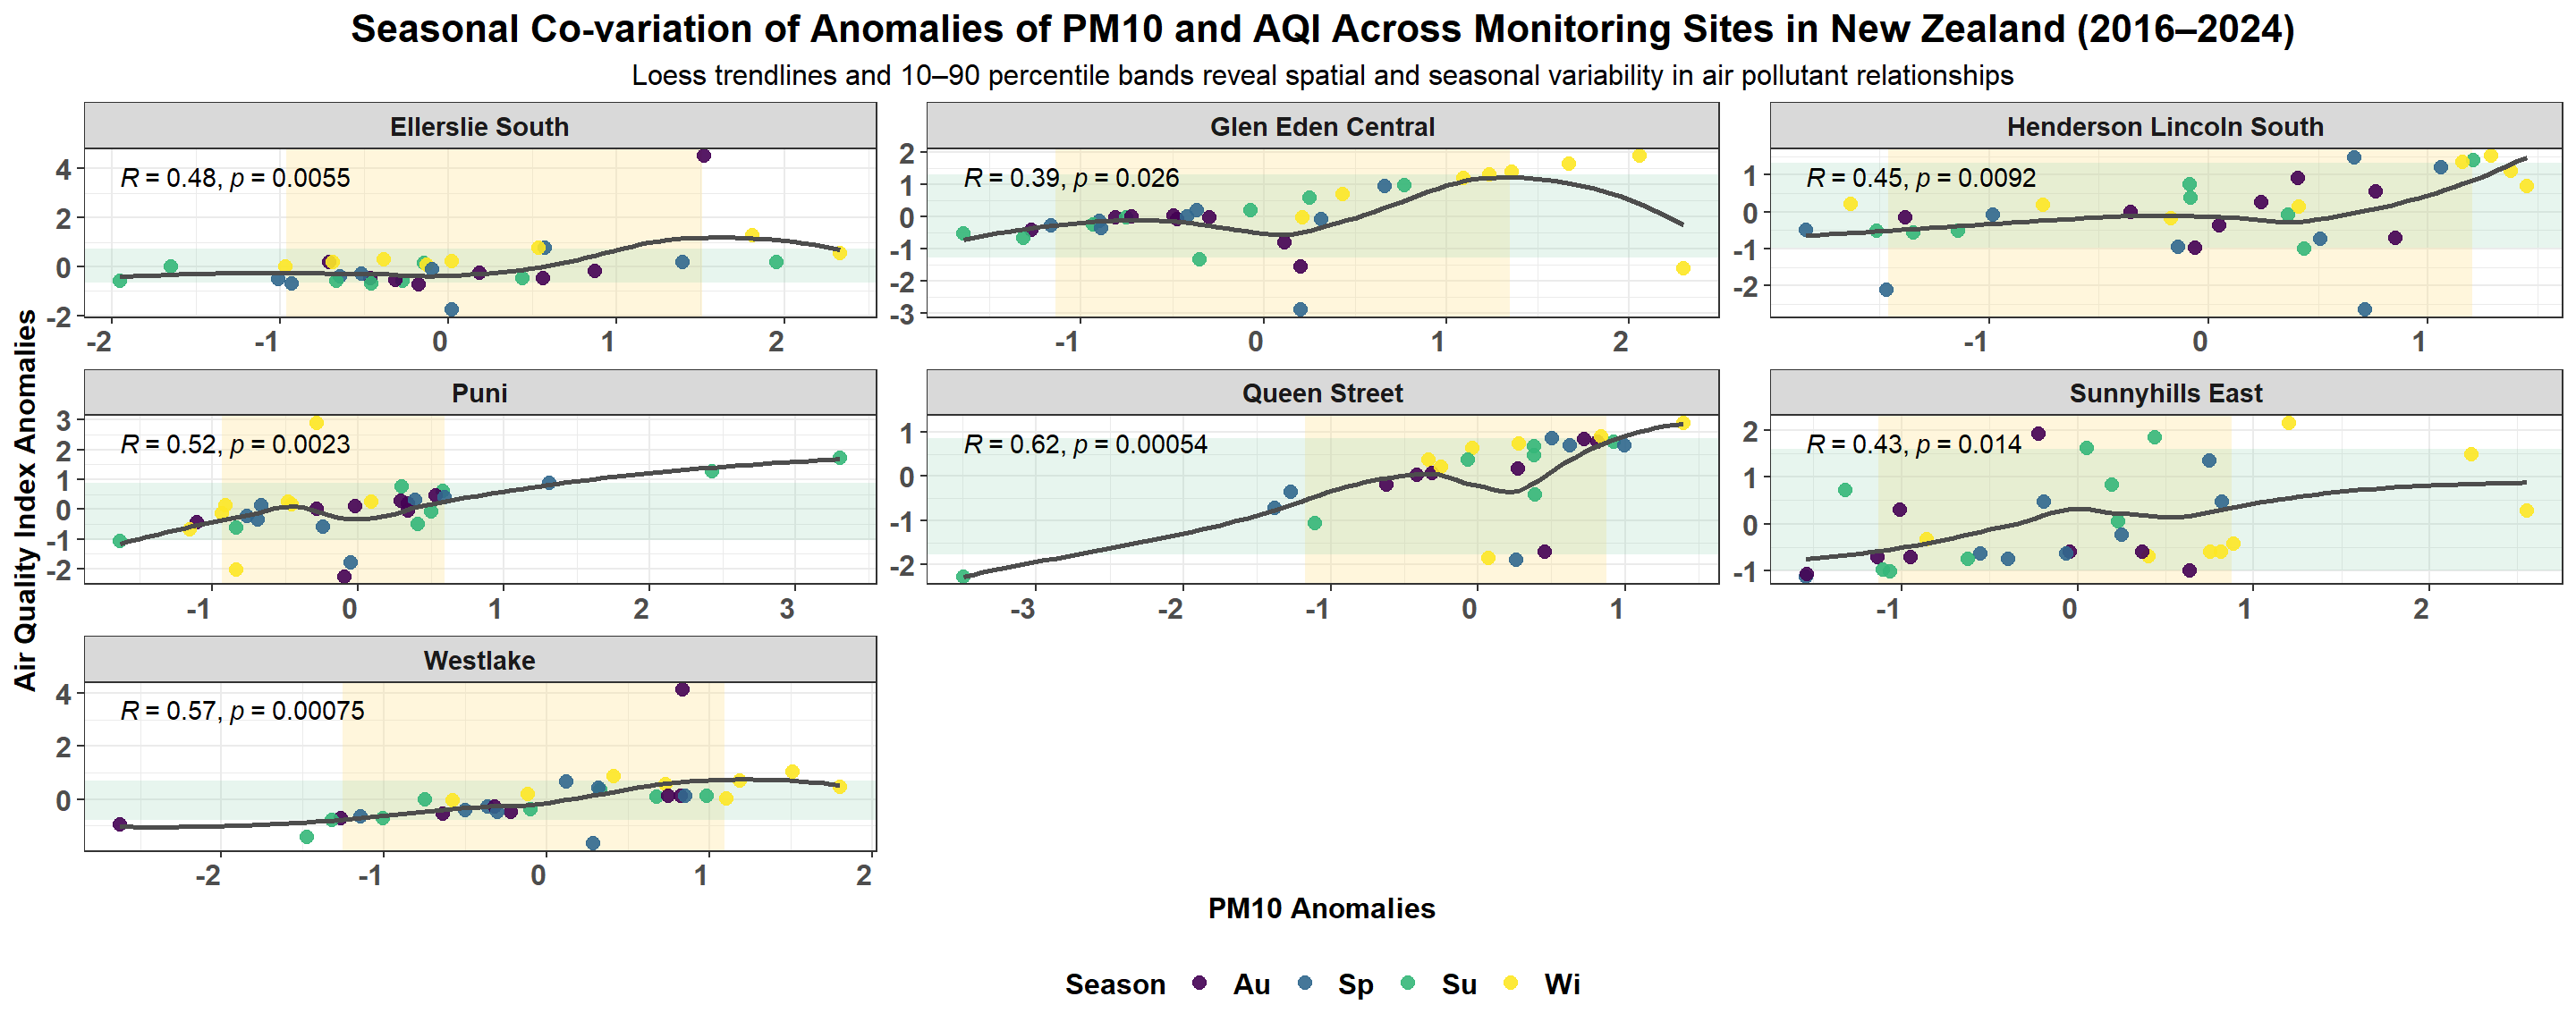 Seasonal Co-variation of Anomalies of PM10 and AQI Across Monitoring Sites in New Zealand (2016–2024)
Loess trendlines and 10–90 percentile bands reveal spatial and seasonal variability in air pollutant relationships
Air Quality Index Anomalies
Ellerslie South
R = 0.48, p = 0.0055
4
2
0
-2
-2 -1 0 1 2
Glen Eden Central
R = 0.39, p = 0.026
2
1
0
-1
-2
-3
-1 0 1 2
Henderson Lincoln South
R = 0.45, p = 0.0092
1
0
-1
-2
-1 0 1
Puni
R = 0.52, p = 0.0023
3
2
1
0
-1
-2
-1 0 1 2 3
Queen Street
R = 0.62, p = 0.00054
1
0
-1
-2
-3 -2 -1 0 1
Sunnyhills East
R = 0.43, p = 0.014
2
1
0
-1
-1 0 1 2
Westlake
R = 0.57, p = 0.00075
4
2
0
-2 -1 0 1 2
PM10 Anomalies
Season Au Sp Su Wi